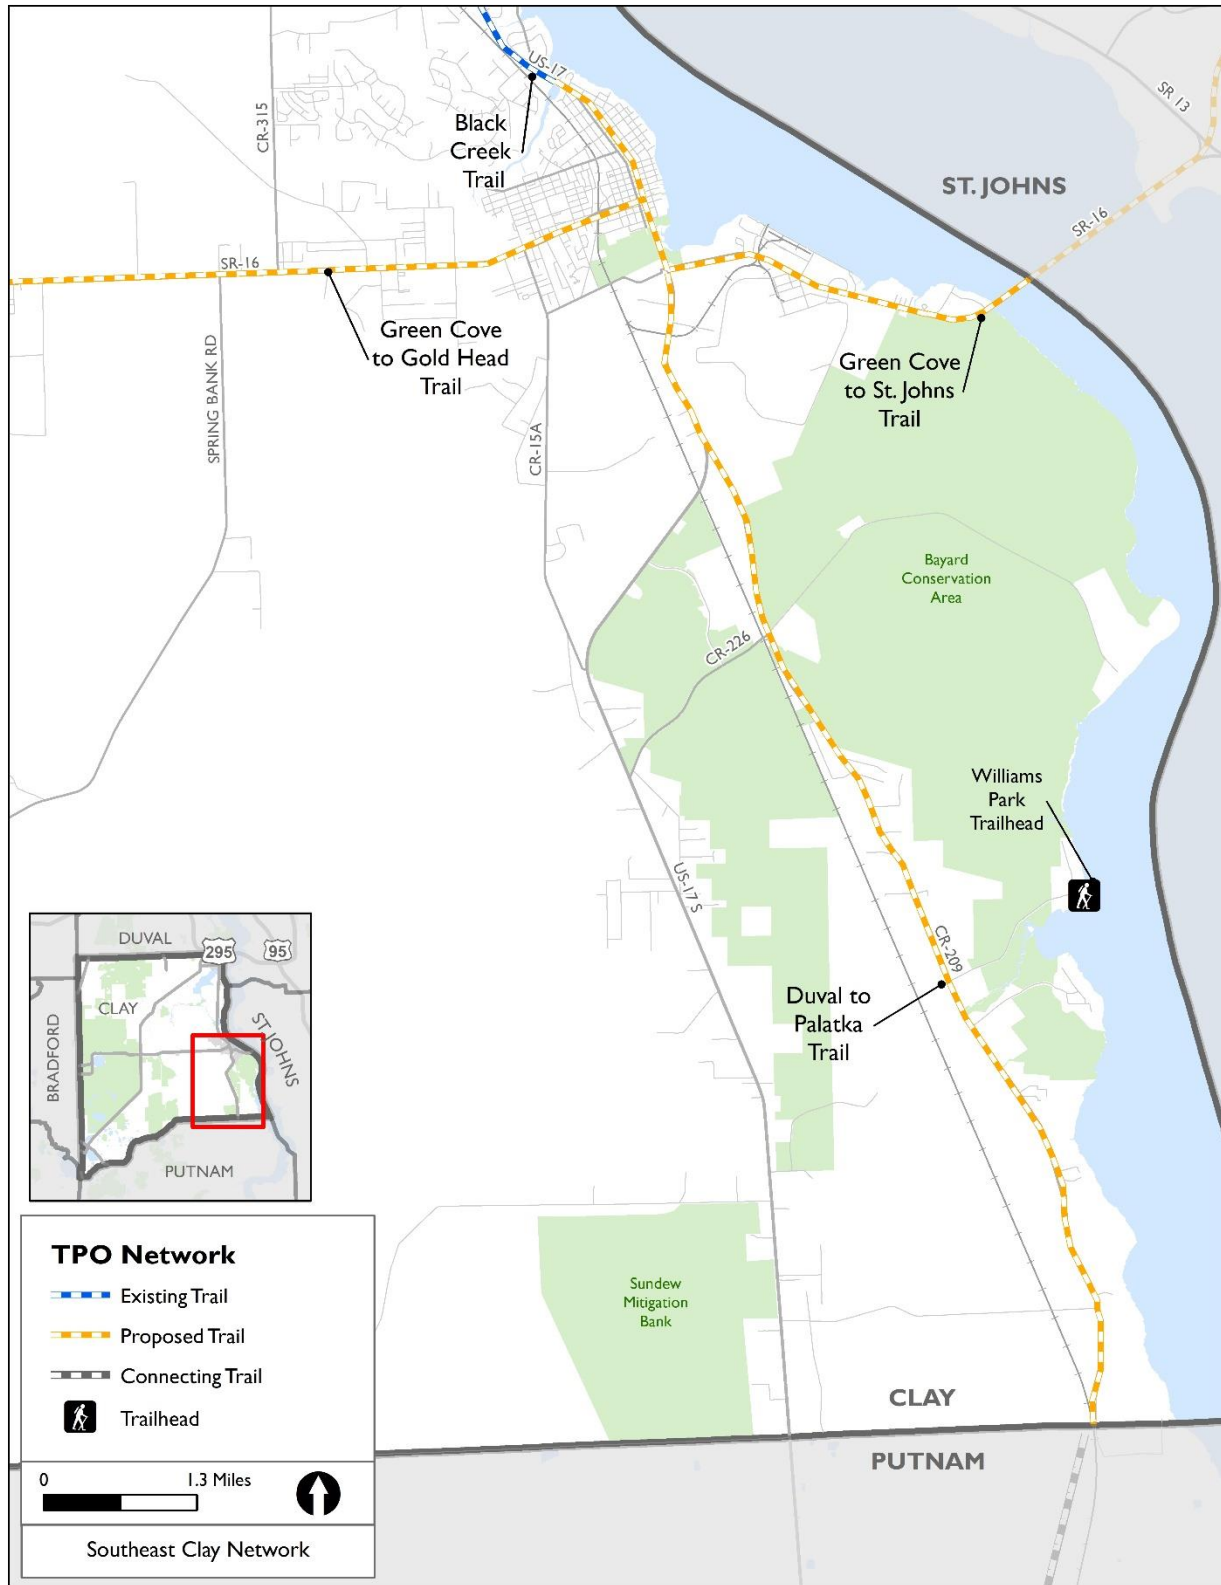 US-17
Black
Creek
Trail
CR-315
SR 13
ST. JOHNS
SR-16
SR-16
Green Cove
to Gold Head
Trail
Green Cove
to St. Johns
Trail
SPRING BANK RD
CR-15A
Bayard
Conservation
Area
CR-226
Williams
Park
Trailhead
US-17 S
CR-209
Duval to
Palatka
Trail
DUVAL
295
95
CLAY
BRADFORD
ST JOHNS
PUTNAM
Sundew
Mitigation
Bank
TPO Network
Existing Trail
Proposed Trail
Connecting Trail
Trailhead
CLAY
PUTNAM
0 1.3 Miles
Southeast Clay Network